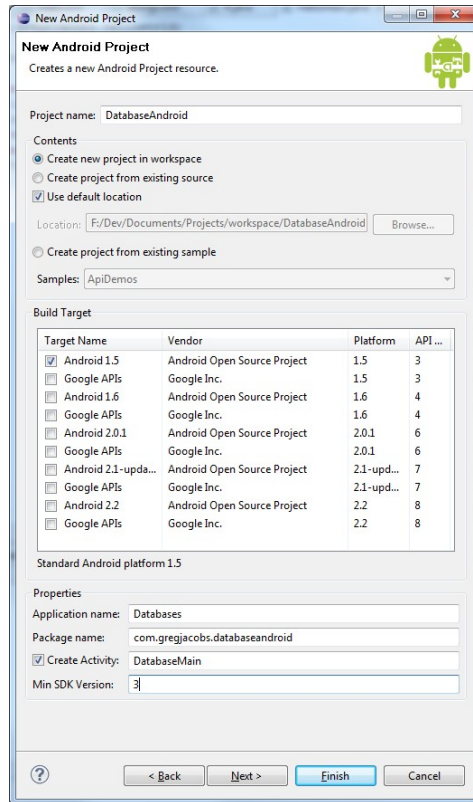 New Android Project
New Android Project
Creates a new Android Project resource.
Project name: DatabaseAndroid
Contents
Create new project in workspace
Create project from existing source
Use default location
Location: F:/Dev/Documents/Projects/workspace/DatabaseAndroid Browse...
Create project from existing sample
Samples: ApiDemos
Build Target
Target Name Vendor Platform API ...
Android 1.5 Android Open Source Project 1.5 3
Google APIs Google Inc. 1.5 3
Android 1.6 Android Open Source Project 1.6 4
Google APIs Google Inc. 1.6 4
Android 2.0.1 Android Open Source Project 2.0.1 6
Google APIs Google Inc. 2.0.1 6
Android 2.1-upda... Android Open Source Project 2.1-upd... 7
Google APIs Google Inc. 2.1-upd... 7
Android 2.2 Android Open Source Project 2.2 8
Google APIs Google Inc. 2.2 8
Standard Android platform 1.5
Properties
Application name: Databases
Package name: com.gregjacobs.databaseandroid
Create Activity: DatabaseMain
Min SDK Version: 3
? < Back Next > Finish Cancel